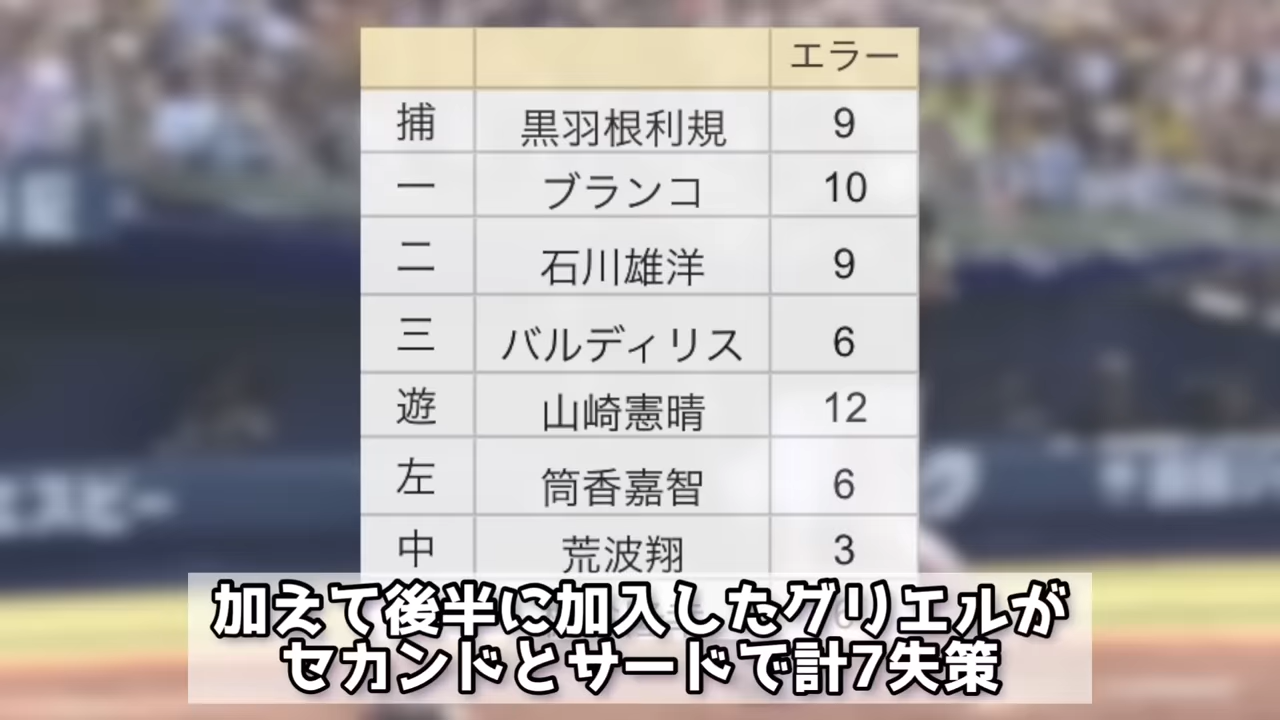 エラー
捕 黒羽根利規 9
一 ブランコ 10
二 石川雄洋 9
三 バルディリス 6
遊 山崎憲晴 12
左 筒香嘉智 6
中 荒波翔 3
加えて後半に加入したグリエルが
セカンドとサードで計7失策